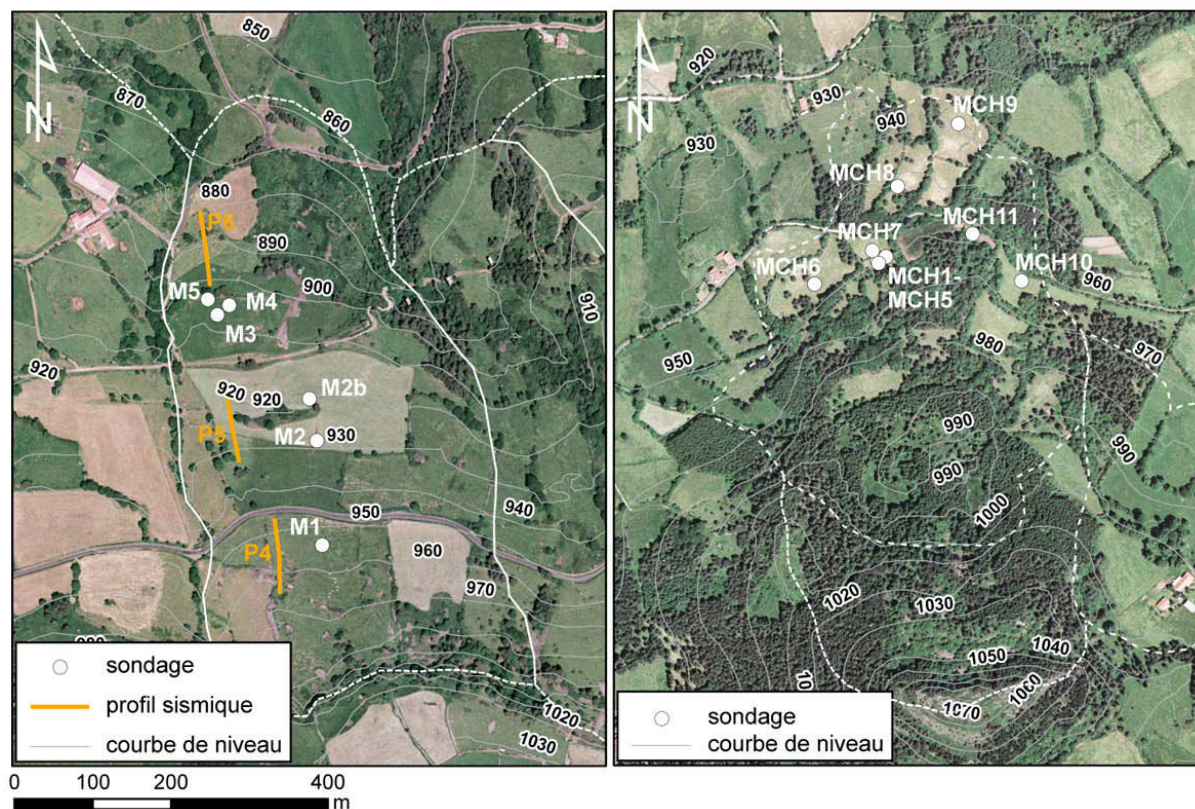 850
870
N
860
880
P6
890
900
M5
M4
M3
920
920
920
M2b
P5
M2
930
910
940
950
M1
P4
960
970
sondage
profil sismique
courbe de niveau
1020
1030
0
100
200
400
m
N
920
930
940
MCH9
930
MCH8
MCH11
MCH7
MCH6
MCH1-
MCH5
MCH10
960
950
980
970
990
990
990
1000
1020
1030
1040
1050
1060
1070
sondage
courbe de niveau